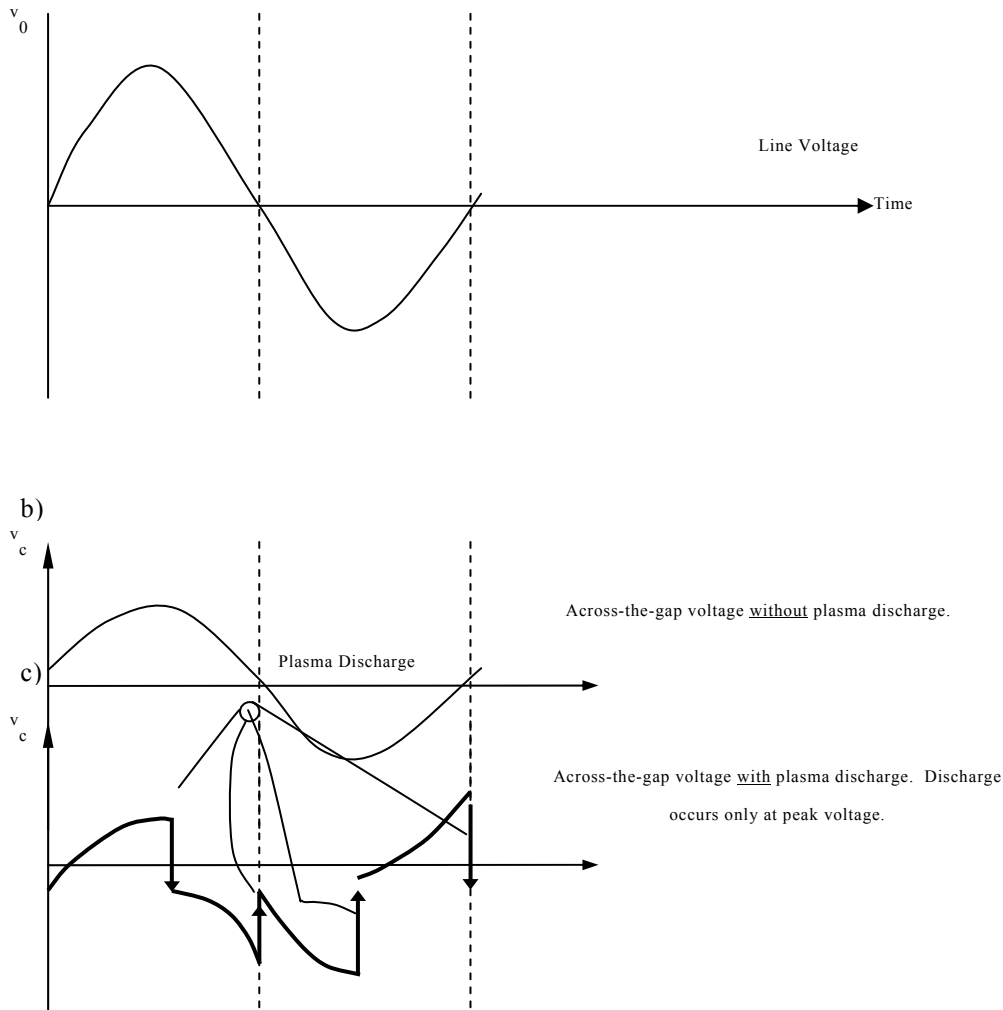 v
0
Line Voltage
Time
b)
v
c
Across-the-gap voltage without plasma discharge.
Plasma Discharge
c)
v
c
Across-the-gap voltage with plasma discharge. Discharge
occurs only at peak voltage.